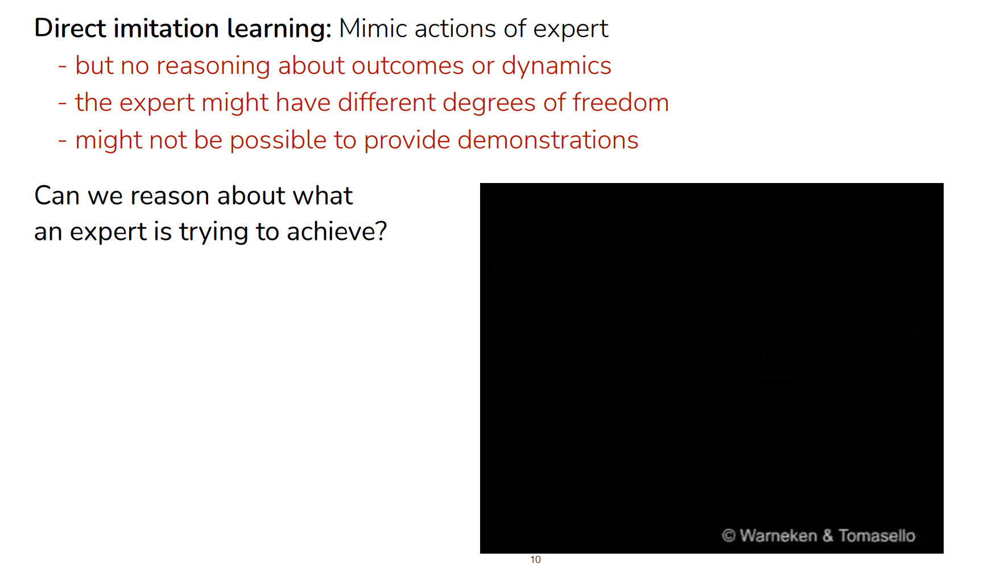 Direct imitation learning: Mimic actions of expert
- but no reasoning about outcomes or dynamics
- the expert might have different degrees of freedom
- might not be possible to provide demonstrations
Can we reason about what
an expert is trying to achieve?
© Warneken & Tomasello
10